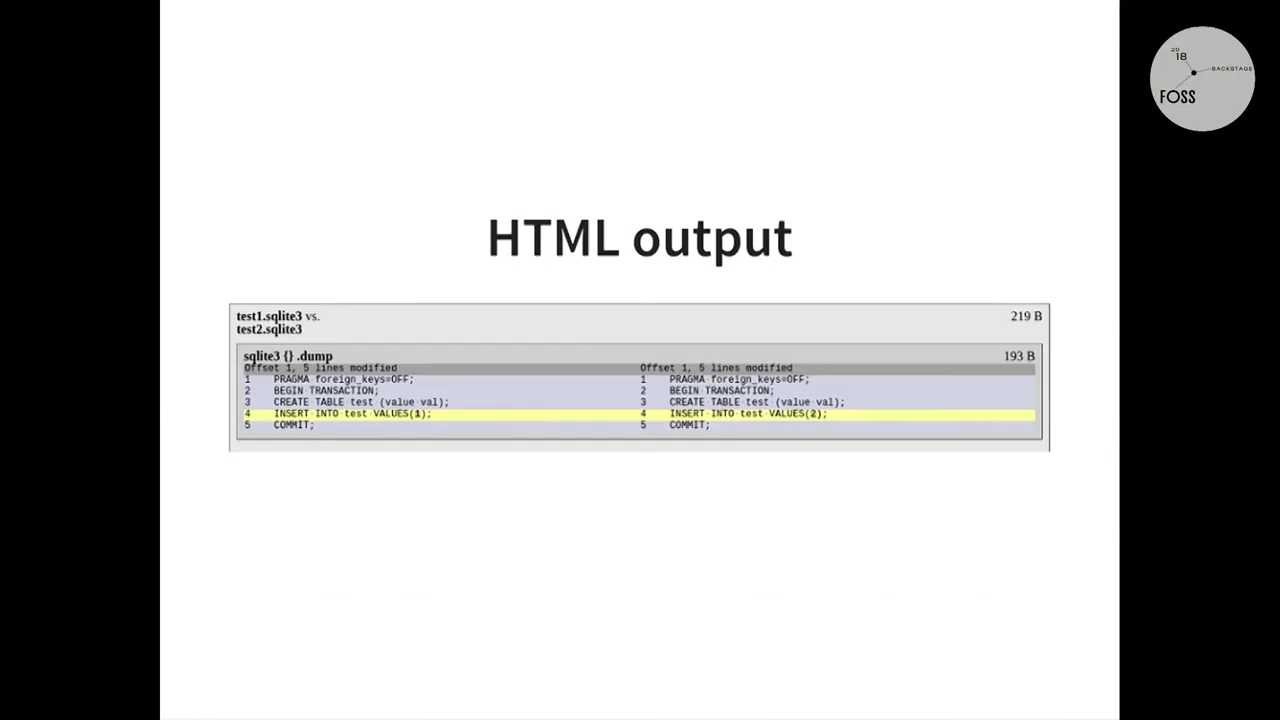 20
18
BACKSTAGE
FOSS
HTML output
test1.sqlite3 vs.
test2.sqlite3
219 B
sqlite3 {} .dump
193 B
Offset 1, 5 lines modified
Offset 1, 5 lines modified
1 PRAGMA foreign_keys=OFF;
1 PRAGMA foreign_keys=OFF;
2 BEGIN TRANSACTION;
2 BEGIN TRANSACTION;
3 CREATE TABLE test (value val);
3 CREATE TABLE test (value val);
4 INSERT INTO test VALUES(1);
4 INSERT INTO test VALUES(2);
5 COMMIT;
5 COMMIT;